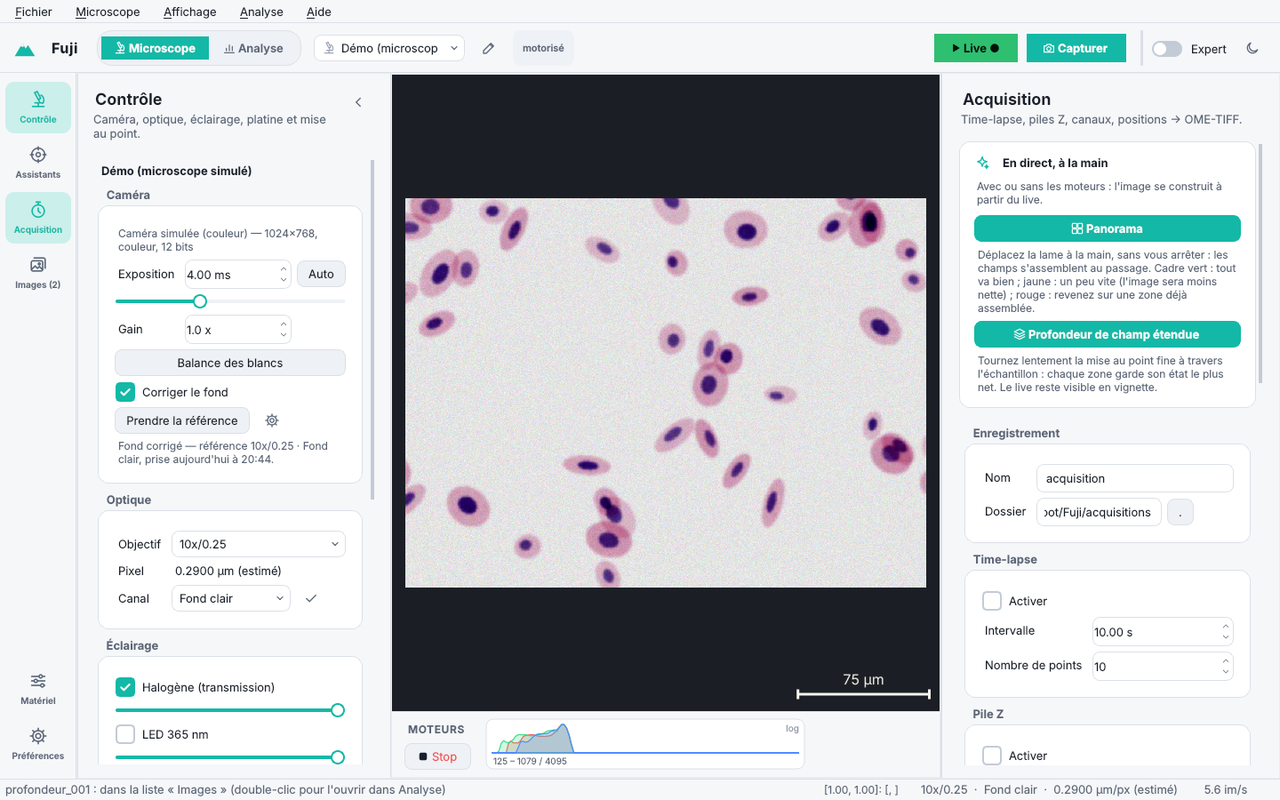 Fichier Microscope Affichage Analyse Aide
Fuji Microscope Analyse Démo (microscop motorisé Live Capturer Expert
Contrôle
Assistants
Acquisition
Images (2)
Matériel
Préférences
Contrôle
Caméra, optique, éclairage, platine et mise
au point.
Démo (microscope simulé)
Caméra
Caméra simulée (couleur) — 1024×768,
couleur, 12 bits
Exposition 4.00 ms Auto
Gain 1.0 x
Balance des blancs
Corriger le fond
Prendre la référence
Fond corrigé — référence 10x/0.25 · Fond
clair, prise aujourd'hui à 20:44.
Optique
Objectif 10x/0.25
Pixel 0.2900 µm (estimé)
Canal Fond clair
Éclairage
Halogène (transmission)
LED 365 nm
75 µm
MOTEURS
Stop
log
125 – 1079 / 4095
Acquisition
Time-lapse, piles Z, canaux, positions → OME-TIFF.
En direct, à la main
Avec ou sans les moteurs : l'image se construit à
partir du live.
Panorama
Déplacez la lame à la main, sans vous arrêter : les
champs s'assemblent au passage. Cadre vert : tout
va bien ; jaune : un peu vite (l'image sera moins
nette) ; rouge : revenez sur une zone déjà
assemblée.
Profondeur de champ étendue
Tournez lentement la mise au point fine à travers
l'échantillon : chaque zone garde son état le plus
net. Le live reste visible en vignette.
Enregistrement
Nom acquisition
Dossier oot/Fuji/acquisitions .
Time-lapse
Activer
Intervalle 10.00 s
Nombre de points 10
Pile Z
Activer
profondeur_001 : dans la liste « Images » (double-clic pour l'ouvrir dans Analyse) [1.00, 1.00]: [, ] 10x/0.25 · Fond clair · 0.2900 µm/px (estimé) 5.6 im/s